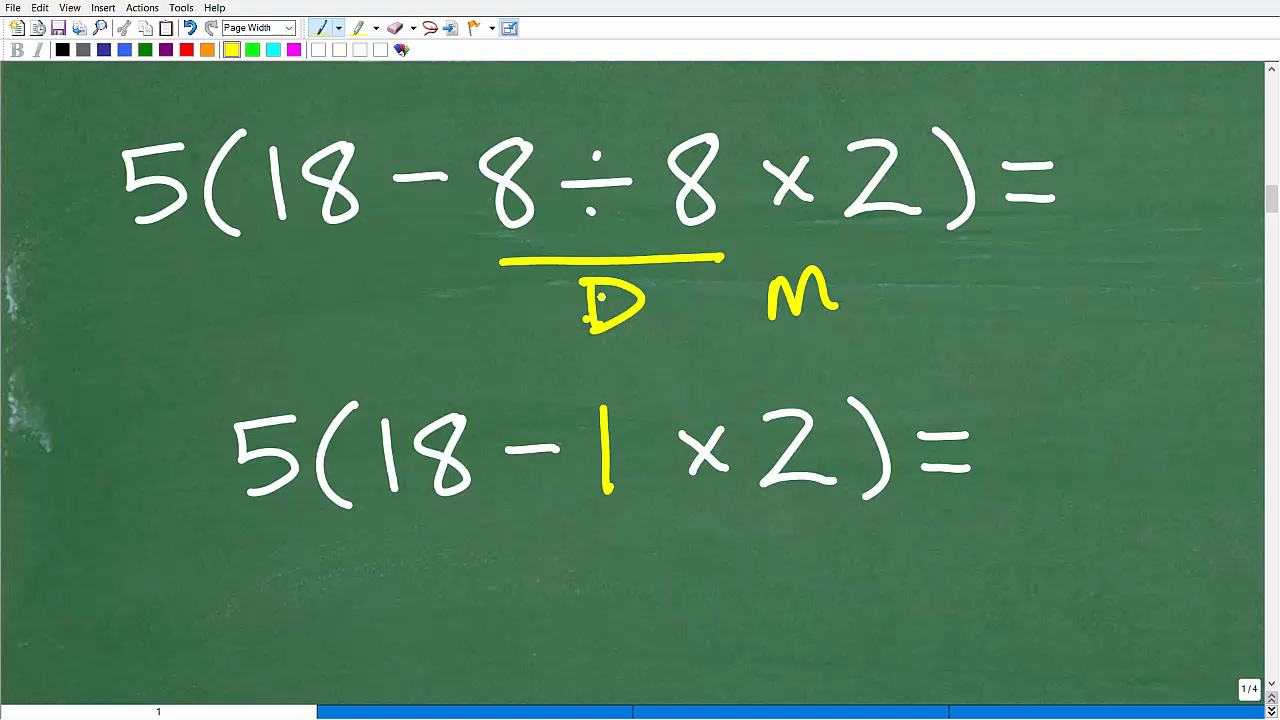 File Edit View Insert Actions Tools Help
Page Width
B I
5(18 − 8 ÷ 8 × 2) =
D M
5(18 − 1 × 2) =
1/4
1